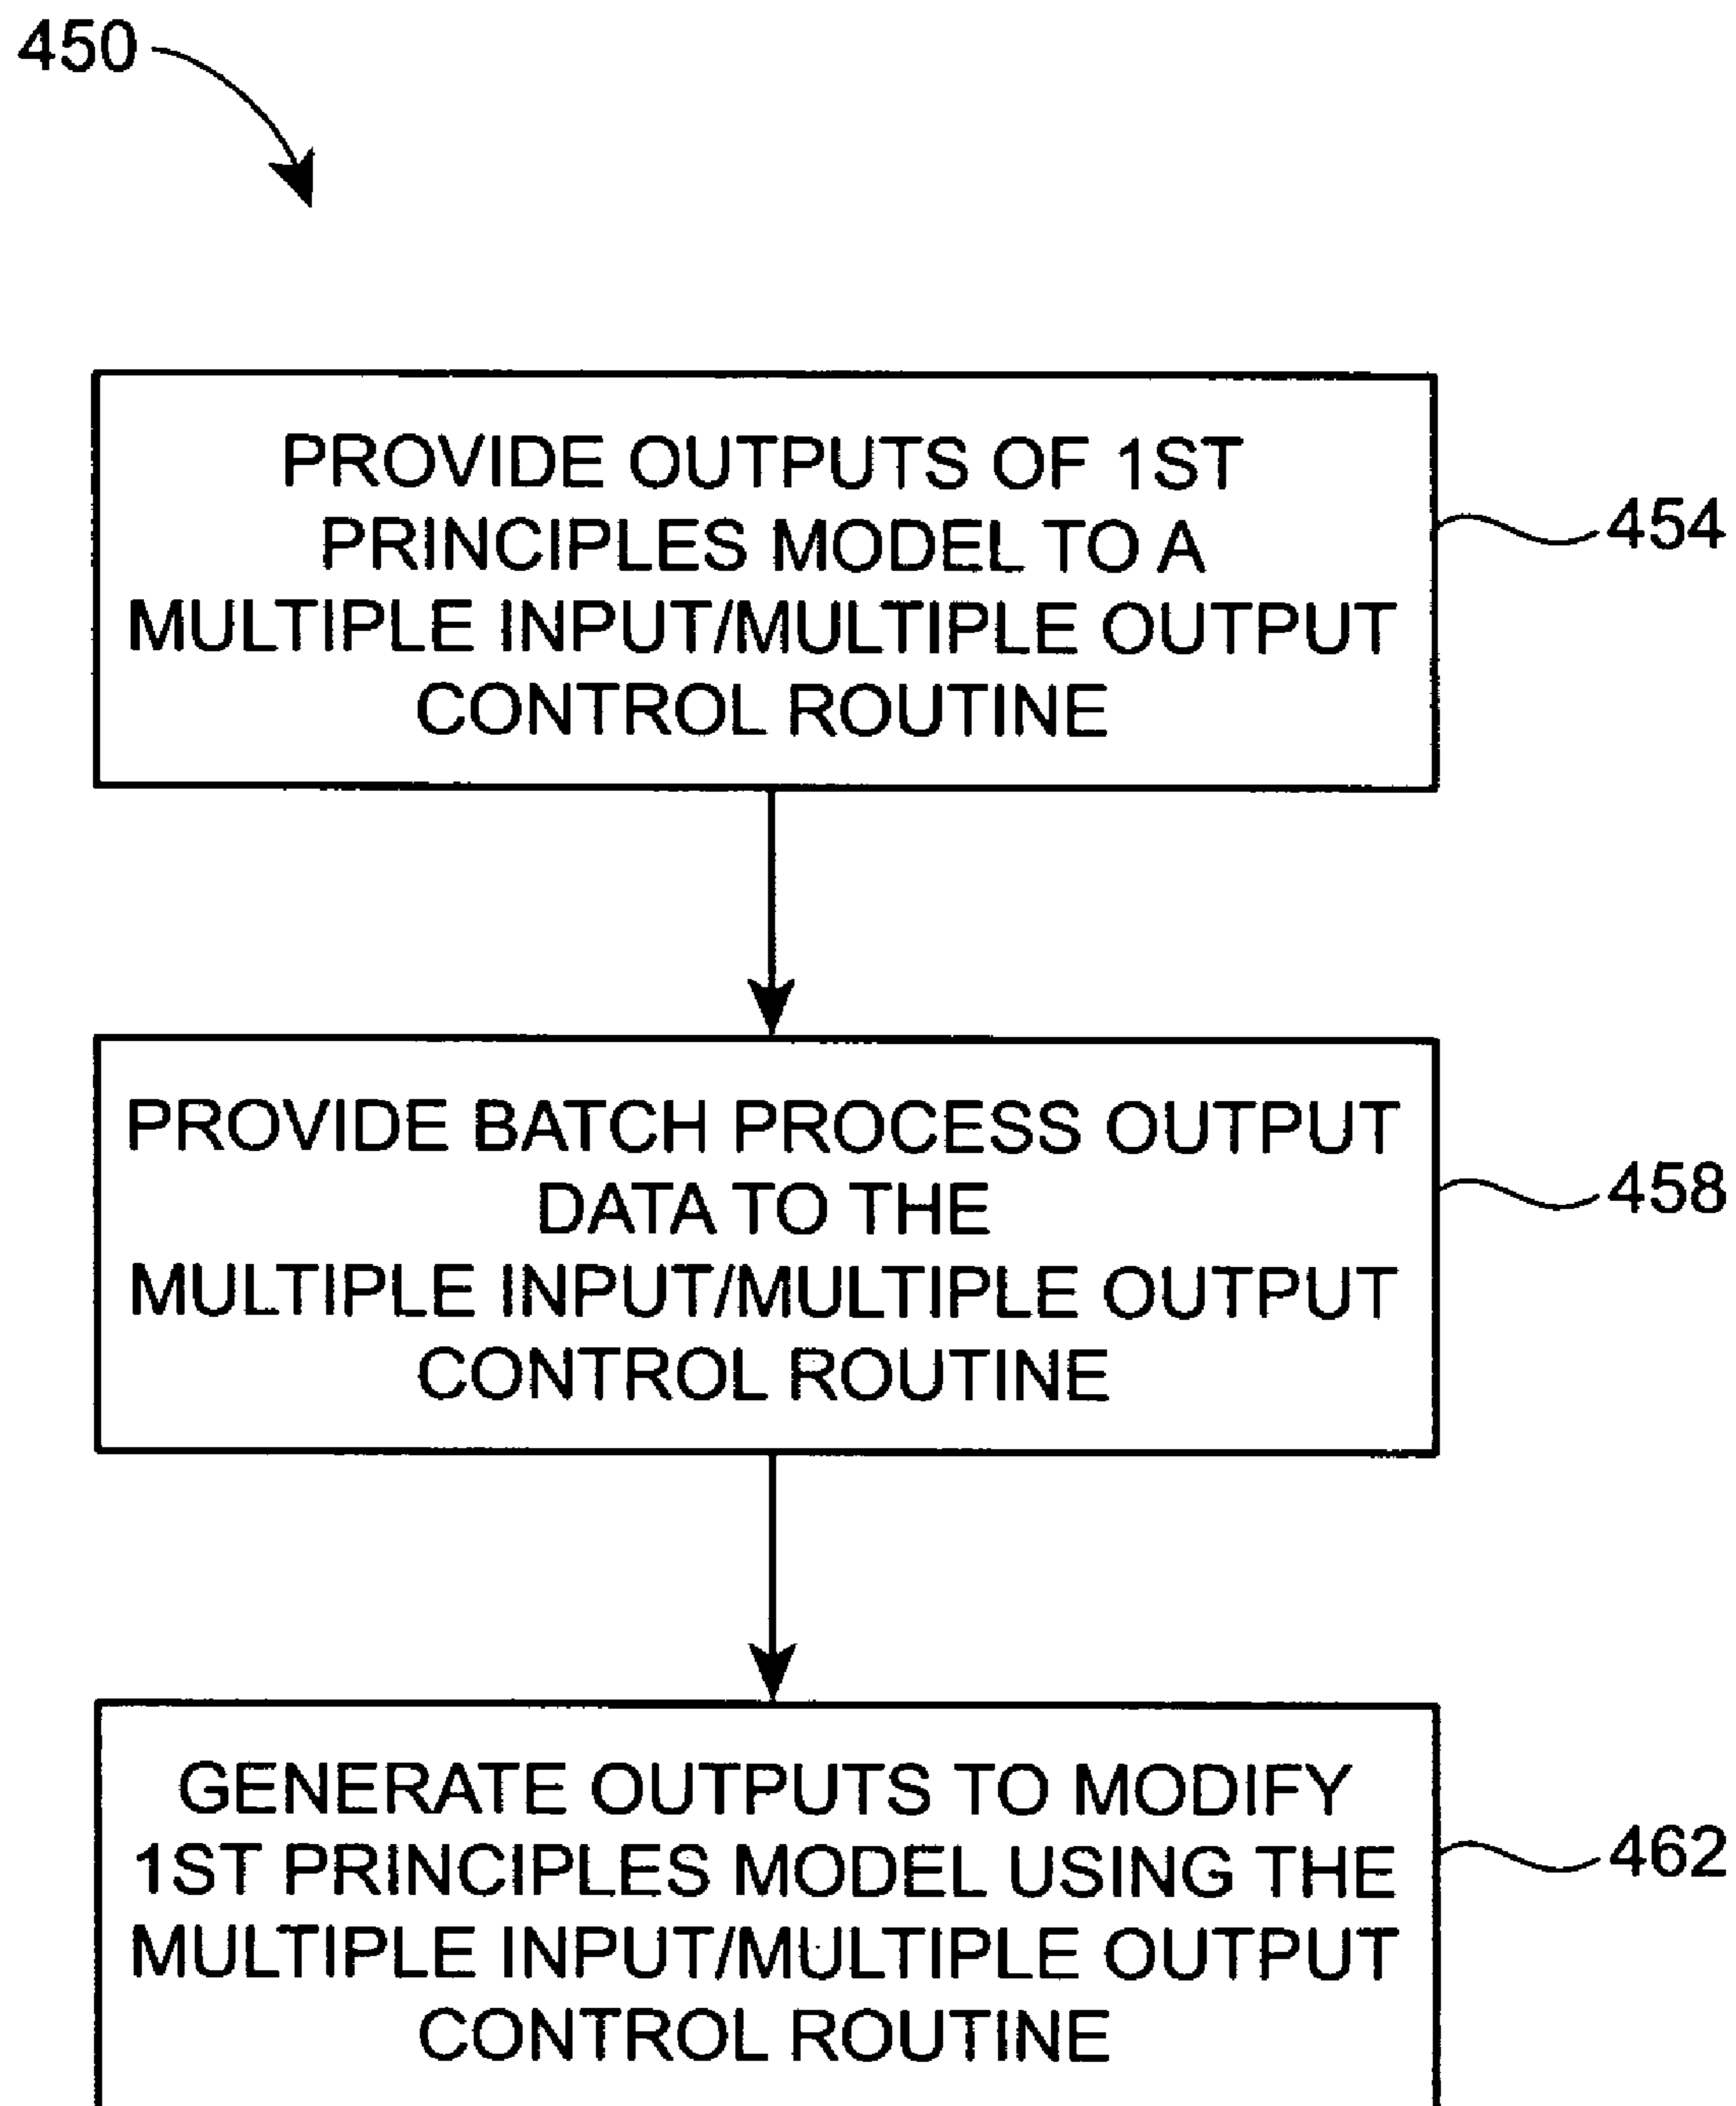 450
PROVIDE OUTPUTS OF 1ST
PRINCIPLES MODEL TO A
MULTIPLE INPUT/MULTIPLE OUTPUT
CONTROL ROUTINE
454
PROVIDE BATCH PROCESS OUTPUT
DATA TO THE
MULTIPLE INPUT/MULTIPLE OUTPUT
CONTROL ROUTINE
458
GENERATE OUTPUTS TO MODIFY
1ST PRINCIPLES MODEL USING THE
MULTIPLE INPUT/MULTIPLE OUTPUT
CONTROL ROUTINE
462